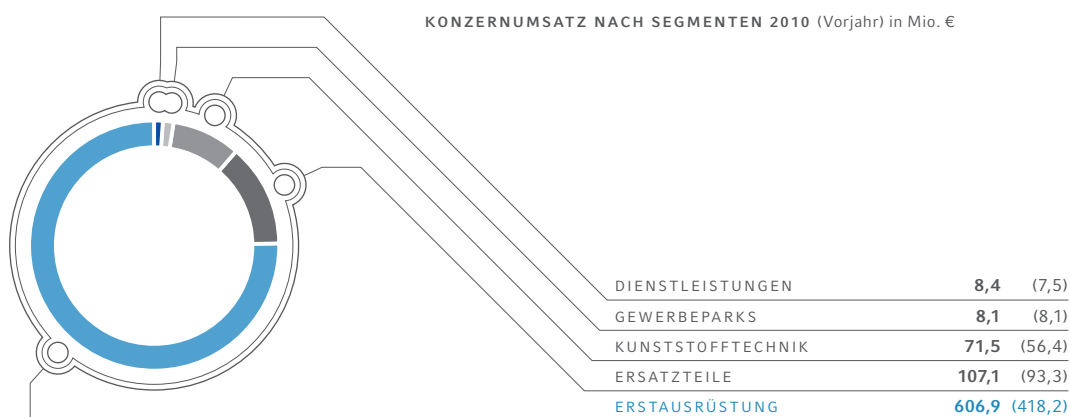 KONZERNUMSATZ NACH SEGMENTEN 2010 (Vorjahr) in Mio. €
DIENSTLEISTUNGEN 8,4 (7,5)
GEWERBEPARKS 8,1 (8,1)
KUNSTSTOFFTECHNIK 71,5 (56,4)
ERSATZTEILE 107,1 (93,3)
ERSTAUSRÜSTUNG 606,9 (418,2)